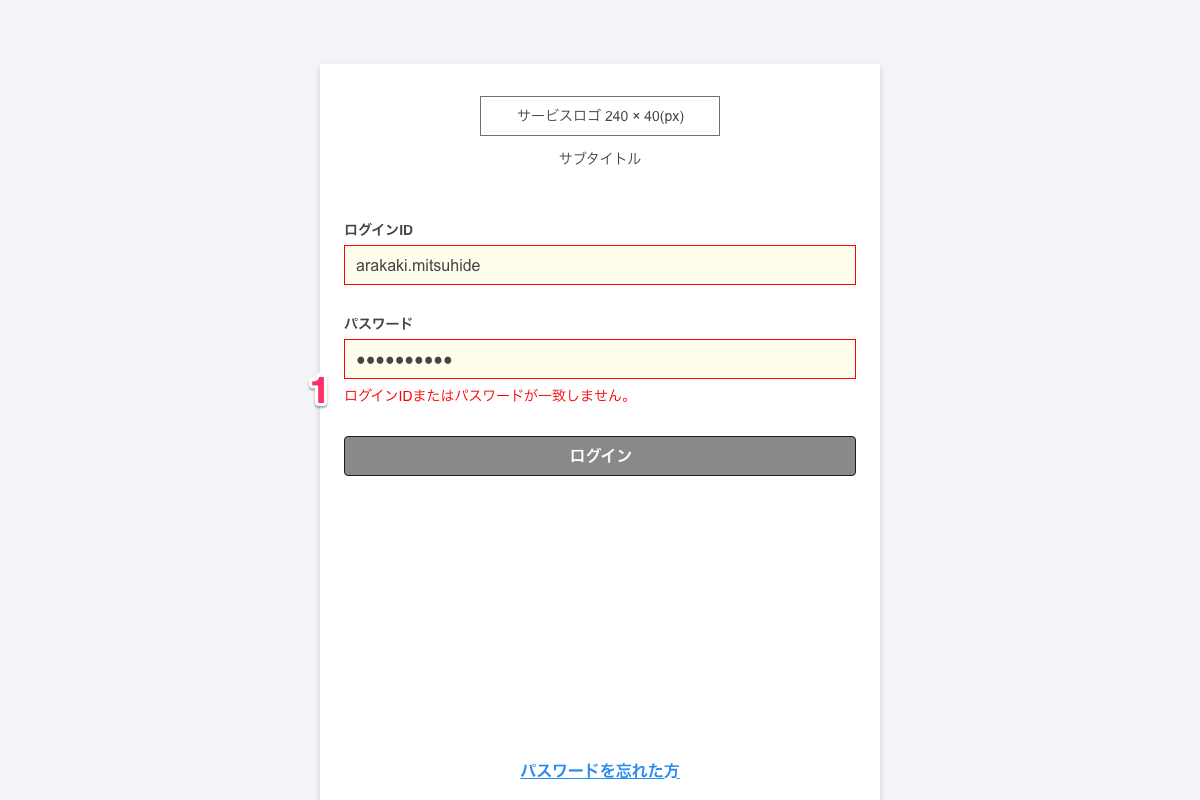 サービスロゴ 240 × 40(px)
サブタイトル
ログインID
arakaki.mitsuhide
パスワード
●●●●●●●●●●
1
ログインIDまたはパスワードが一致しません。
ログイン
パスワードを忘れた方